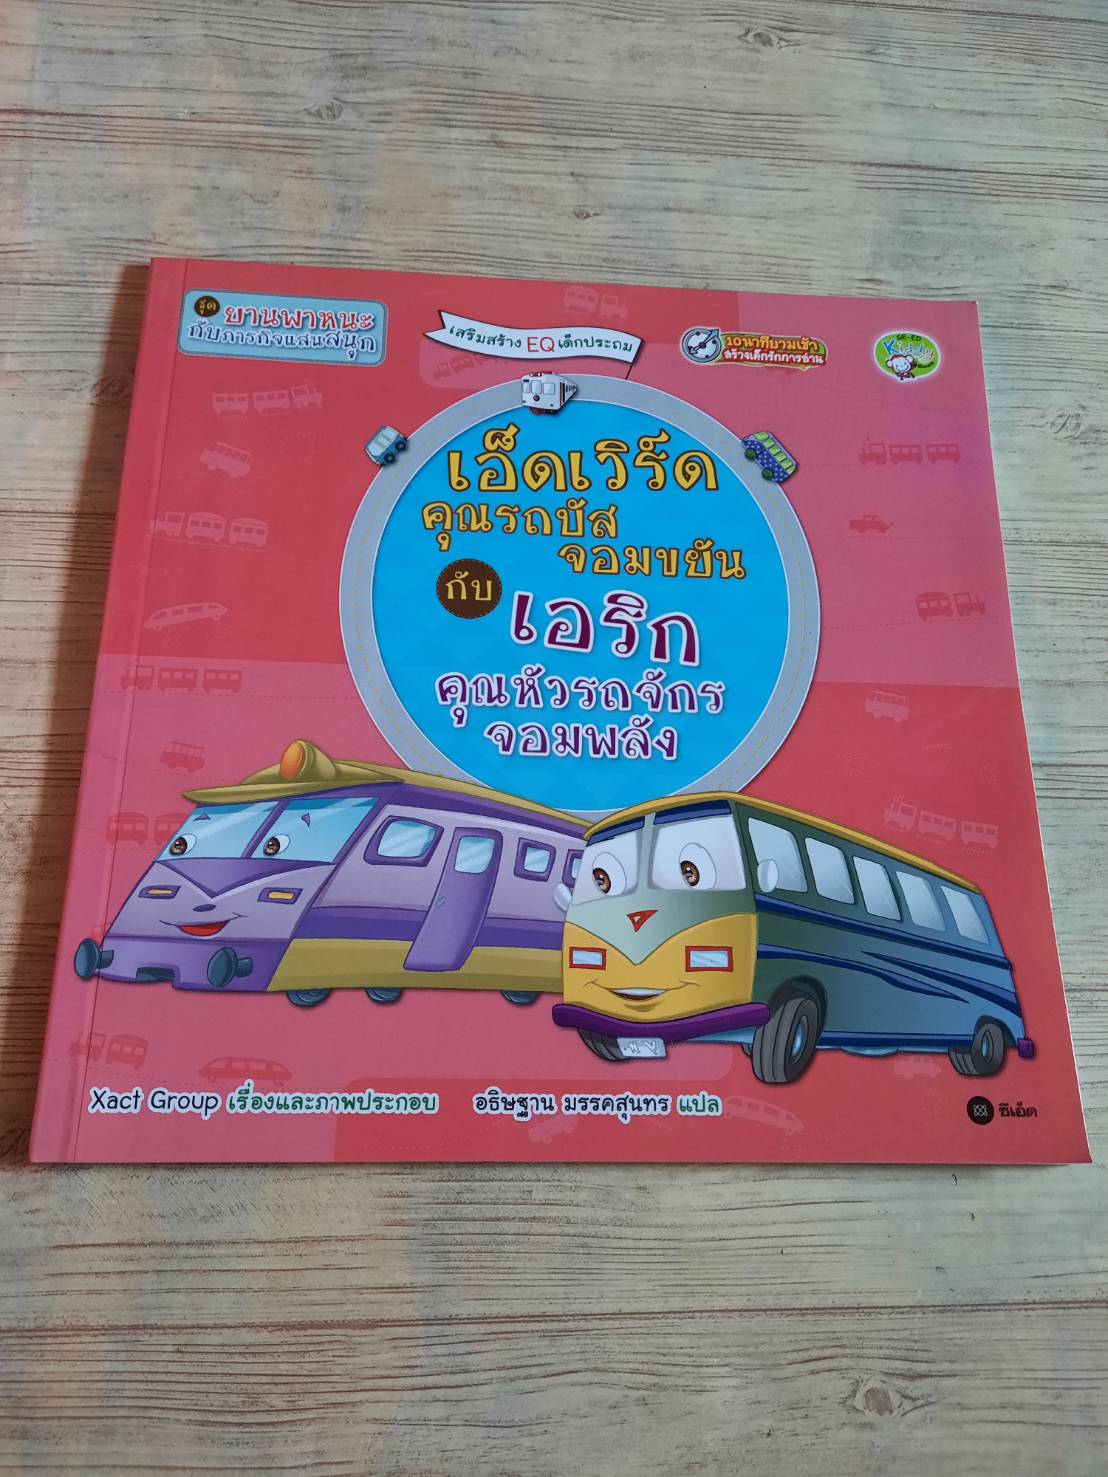 ชุด ยานพาหนะ
กับภารกิจแสนสนุก
เสริมสร้าง EQ เด็กประถม
10 นาทียามเช้า
สร้างเด็กรักการอ่าน
SE-ED
Kiddy
เอ็ดเวิร์ด
คุณรถบัส
จอมขยัน
กับ
เอริก
คุณหัวรถจักร
จอมพลัง
Xact Group เรื่องและภาพประกอบ อธิษฐาน มรรคสุนทร แปล
ซีเอ็ด